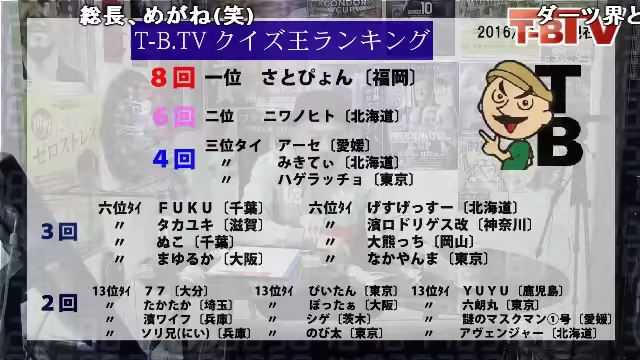 総長、めがね(笑)
ダーツ界と
T-B.TV クイズ王ランキング
2016
T-BTV
8回 一位 さとぴょん〔福岡〕
6回 二位 ニワノヒト〔北海道〕
4回 三位タイ アーセ〔愛媛〕
〃 みきてぃ〔北海道〕
〃 ハゲラッチョ〔東京〕
TB
ゼロストレス
3回
六位ﾀｲ ＦＵＫＵ〔千葉〕 六位ﾀｲ げすげっすー〔北海道〕
〃 タカユキ〔滋賀〕 〃 濱ロドリゲス改〔神奈川〕
〃 ぬこ〔千葉〕 〃 大熊っち〔岡山〕
〃 まゆるか〔大阪〕 〃 なかやんま〔東京〕
2回
13位ﾀｲ ７７〔大分〕 13位ﾀｲ ぴいたん〔東京〕 13位ﾀｲ ＹＵＹＵ〔鹿児島〕
〃 たかたか〔埼玉〕 〃 ぽったぁ〔大阪〕 〃 六朗丸〔東京〕
〃 濱ワイフ〔兵庫〕 〃 シゲ〔茨木〕 〃 謎のマスクマン①号〔愛媛〕
〃 ソリ兄(にい)〔兵庫〕 〃 のび太〔東京〕 〃 アヴェンジャー〔北海道〕